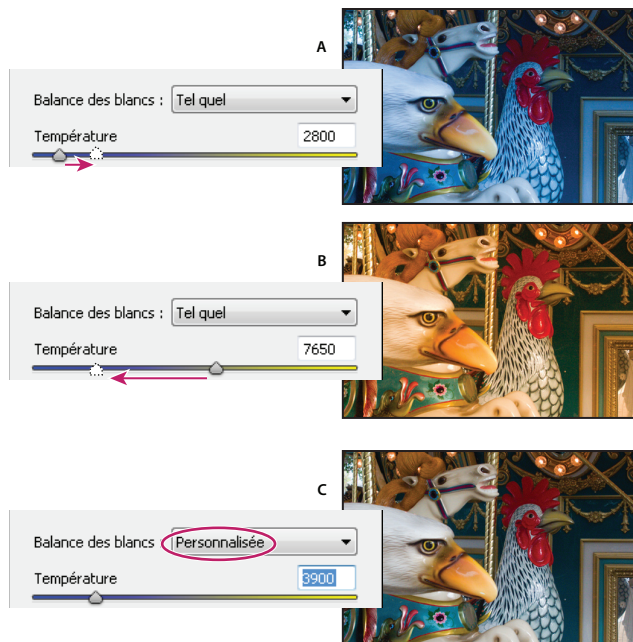 A
Balance des blancs : Tel quel
Température 2800
B
Balance des blancs : Tel quel
Température 7650
C
Balance des blancs Personnalisée
Température 3900